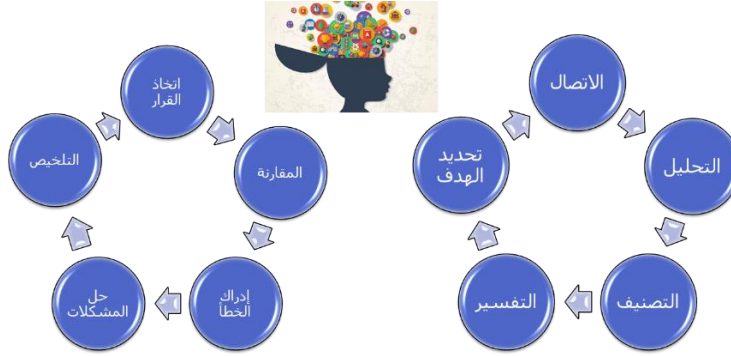 الاتصال
التحليل
التصنيف
التفسير
تحديد
الهدف
اتخاذ
القرار
المقارنة
إدراك
الخطأ
حل
المشكلات
التلخيص